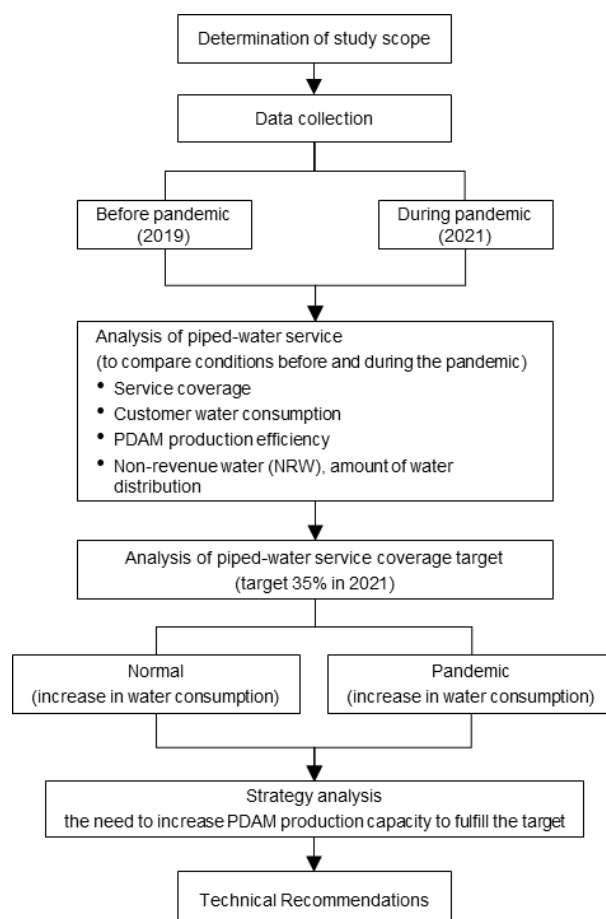 Determination of study scope
Data collection
Before pandemic
(2019)
During pandemic
(2021)
Analysis of piped-water service
(to compare conditions before and during the pandemic)
• Service coverage
• Customer water consumption
• PDAM production efficiency
• Non-revenue water (NRW), amount of water
distribution
Analysis of piped-water service coverage target
(target 35% in 2021)
Normal
(increase in water consumption)
Pandemic
(increase in water consumption)
Strategy analysis
the need to increase PDAM production capacity to fulfill the target
Technical Recommendations